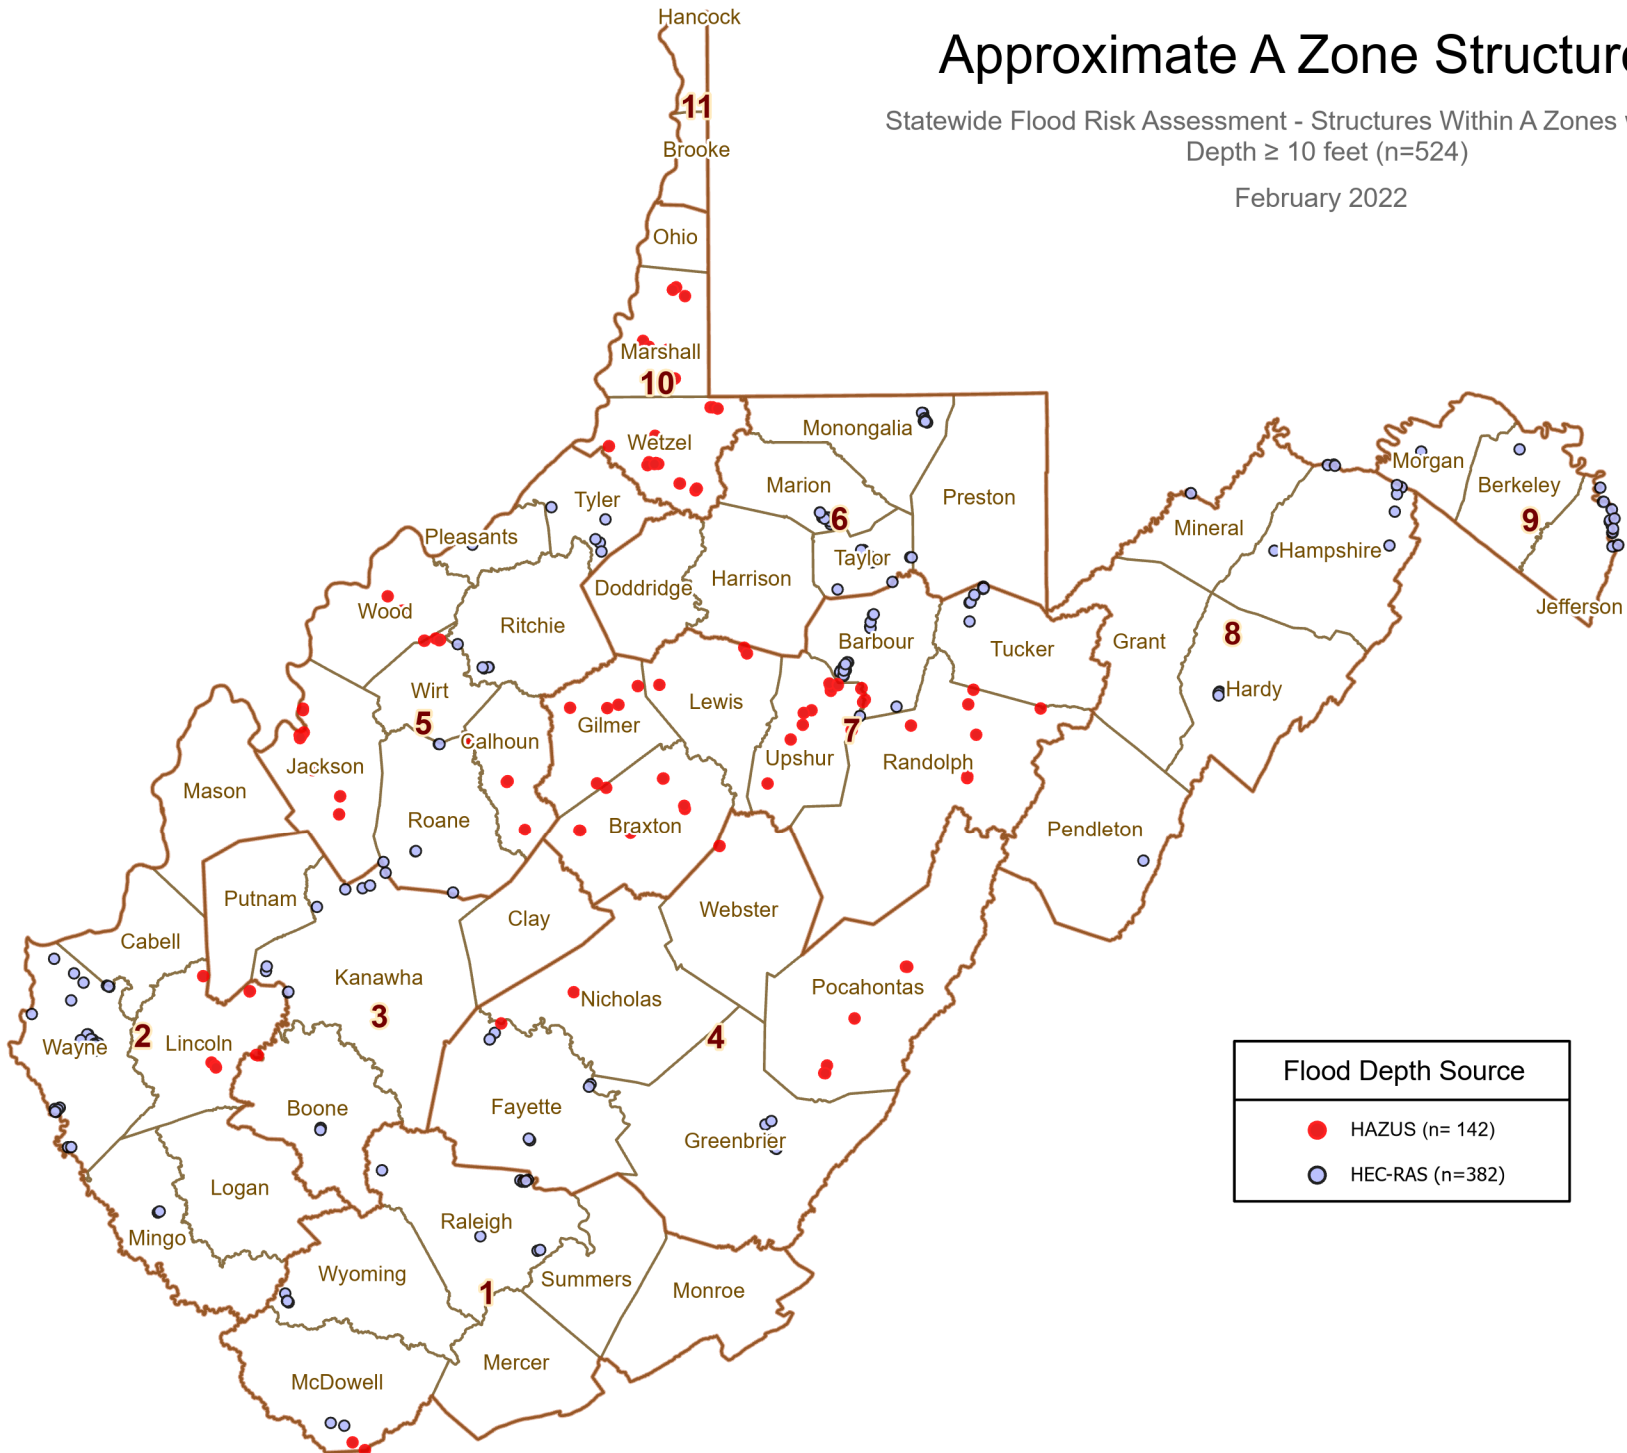 Hancock
Approximate A Zone Structure
11
Statewide Flood Risk Assessment - Structures Within A Zones
Brooke
Depth ≥ 10 feet (n=524)
February 2022
Ohio
Marshall
10
Wetzel
Monongalia
Morgan
Marion
Berkeley
Tyler
Preston
6
9
Pleasants
Mineral
Hampshire
Taylor
Harrison
Doddridge
Wood
Jefferson
Ritchie
8
Barbour
Grant
Tucker
Wirt
Hardy
Lewis
5
Gilmer
7
Calhoun
Upshur
Randolph
Jackson
Mason
Roane
Braxton
Pendleton
Putnam
Webster
Clay
Cabell
Kanawha
Pocahontas
Nicholas
3
2
4
Lincoln
Wayne
Flood Depth Source
Boone
Fayette
HAZUS (n= 142)
Greenbrier
HEC-RAS (n=382)
Logan
Raleigh
Mingo
Wyoming
Summers
1
Monroe
Mercer
McDowell